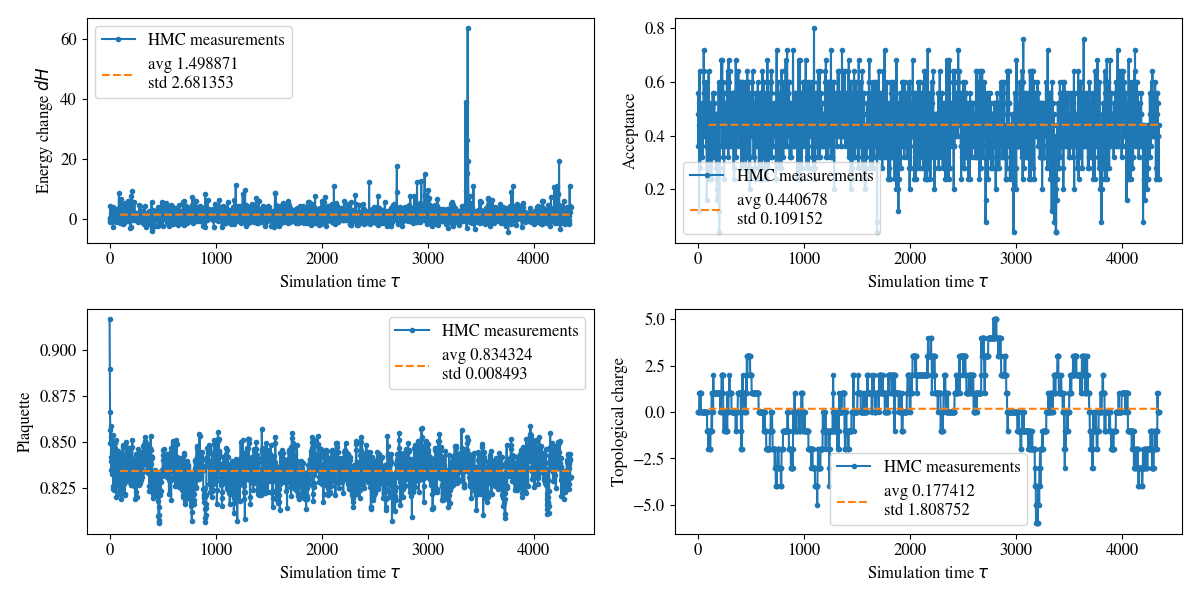 60
40
20
0
Energy change dH
HMC measurements
avg 1.498871
std 2.681353
0
1000
2000
3000
4000
Simulation time τ
0.8
0.6
0.4
0.2
Acceptance
HMC measurements
avg 0.440678
std 0.109152
0
1000
2000
3000
4000
Simulation time τ
0.900
0.875
0.850
0.825
Plaquette
HMC measurements
avg 0.834324
std 0.008493
0
1000
2000
3000
4000
Simulation time τ
5.0
2.5
0.0
−2.5
−5.0
Topological charge
HMC measurements
avg 0.177412
std 1.808752
0
1000
2000
3000
4000
Simulation time τ